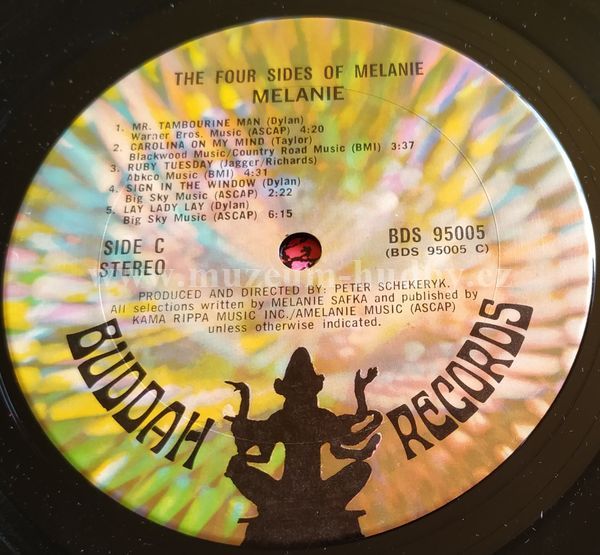 THE FOUR SIDES OF MELANIE
MELANIE
1. MR. TAMBOURINE MAN (Dylan)
Warner Bros. Music (ASCAP) 4:20
2. CAROLINA ON MY MIND (Taylor)
Blackwood Music/Country Road Music (BMI) 3:37
3. RUBY TUESDAY (Jagger/Richards)
Abkco Music (BMI) 4:31
4. SIGN IN THE WINDOW (Dylan)
Big Sky Music (ASCAP) 2:22
5. LAY LADY LAY (Dylan)
Big Sky Music (ASCAP) 6:15
SIDE C
STEREO
BDS 95005
(BDS 95005 C)
www.muzeum-hudby.cz
PRODUCED AND DIRECTED BY: PETER SCHEKERYK.
All selections written by MELANIE SAFKA and published by
KAMA RIPPA MUSIC INC./AMELANIE MUSIC (ASCAP)
unless otherwise indicated.
BUDDAH RECORDS